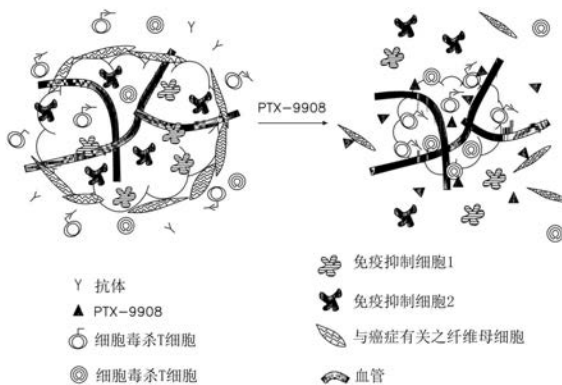 PTX-9908
Y 抗体
▲ PTX-9908
细胞毒杀T细胞
细胞毒杀T细胞
免疫抑制细胞1
免疫抑制细胞2
与癌症有关之纤维母细胞
血管